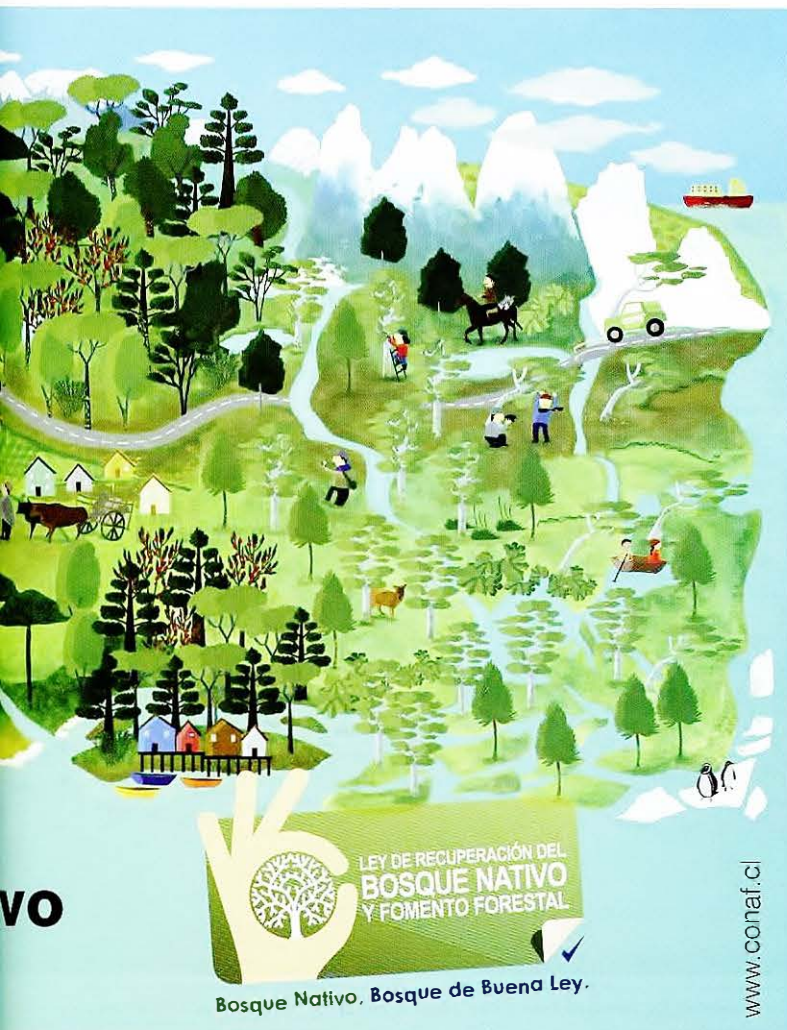 vo
LEY DE RECUPERACIÓN DEL
BOSQUE NATIVO
Y FOMENTO FORESTAL
Bosque Nativo, Bosque de Buena Ley.
www.conaf.cl